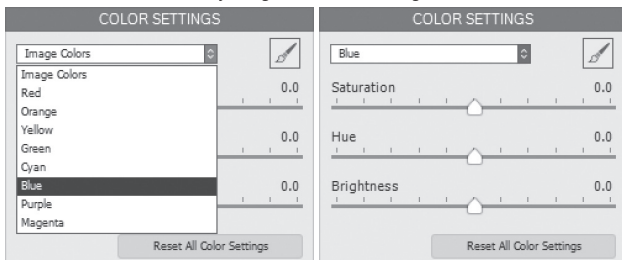 COLOR SETTINGS
Image Colors
Image Colors
Red
0.0
Orange
Yellow
0.0
Green
Cyan
Blue
0.0
Purple
Magenta
Reset All Color Settings
COLOR SETTINGS
Blue
Saturation 0.0
Hue 0.0
Brightness 0.0
Reset All Color Settings